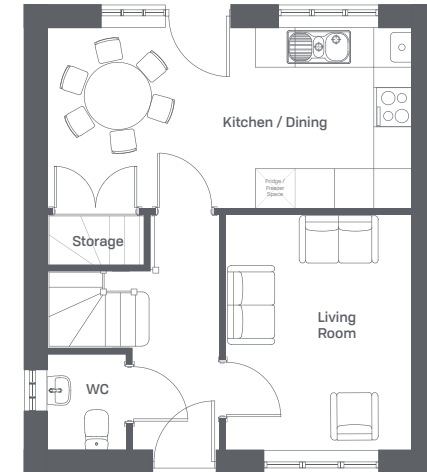 Kitchen / Dining
Fridge /
Freezer
Space
Storage
Living
Room
WC